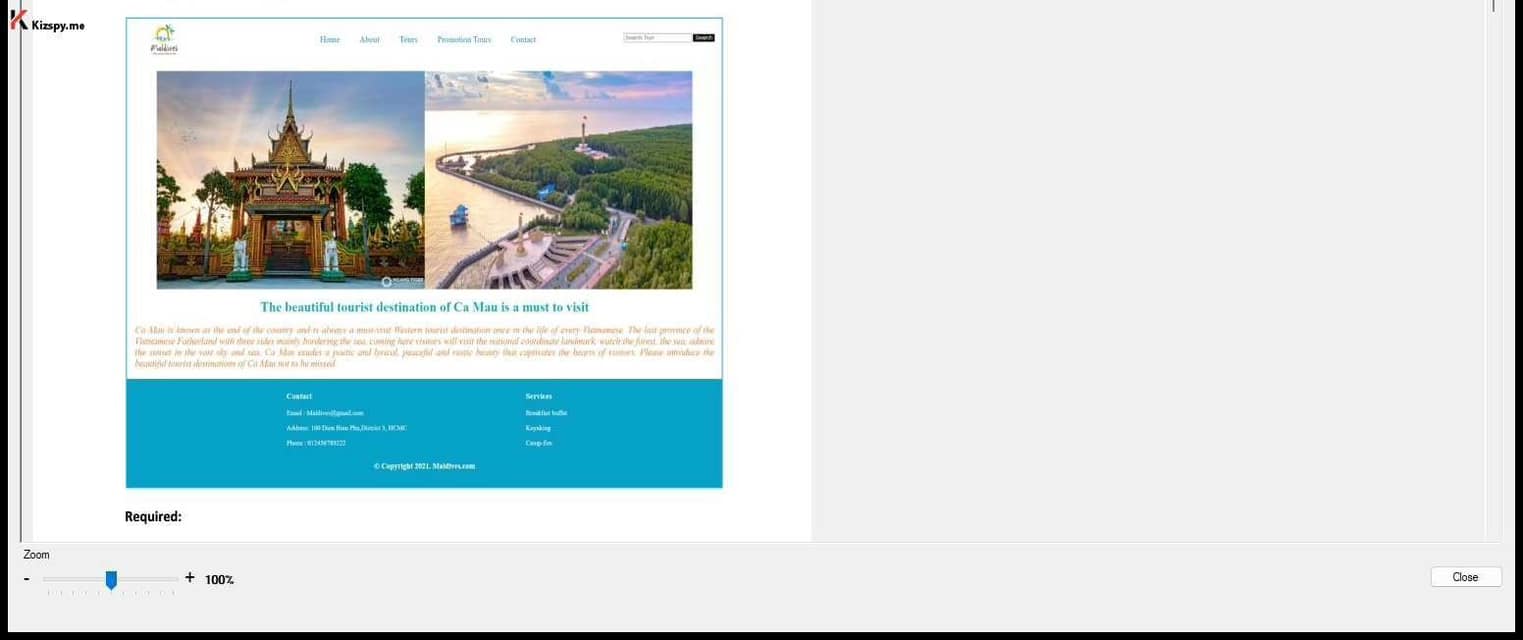 Kizspy.me
Maldives
Home About Tours Promotion Tours Contact
Search Tour Search
The beautiful tourist destination of Ca Mau is a must to visit
Ca Mau is known as the end of the country and is always a must-visit Western tourist destination once in the life of every Vietnamese. The last province of the
Vietnamese Fatherland with three sides mainly bordering the sea, coming here visitors will visit the national coordinate landmark, watch the forest, the sea, admire
the sunset in the vast sky and sea. Ca Mau exudes a poetic and lyrical, peaceful and rustic beauty that captivates the hearts of visitors. Please introduce the
beautiful tourist destinations of Ca Mau not to be missed.
Contact Services
Email : Maldives@gmail.com Breakfast buffet
Address: 100 Dien Bien Phu,District 3, HCMC Kayaking
Phone : 012456789222 Camp-fire
© Copyright 2021. Maldives.com
Required:
Zoom
- + 100%
Close